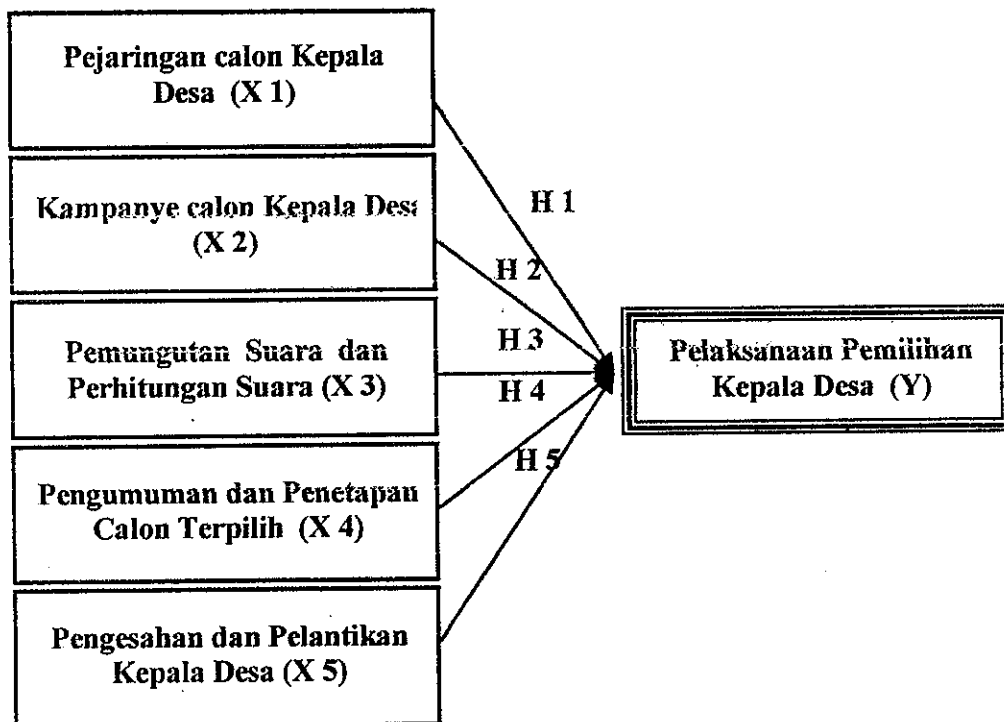 Pejaringan calon Kepala
Desa (X 1)
Kampanye calon Kepala Desa
(X 2)
Pemungutan Suara dan
Perhitungan Suara (X 3)
Pengumuman dan Penetapan
Calon Terpilih (X 4)
Pengesahan dan Pelantikan
Kepala Desa (X 5)
H 1
H 2
H 3
H 4
H 5
Pelaksanaan Pemilihan
Kepala Desa (Y)